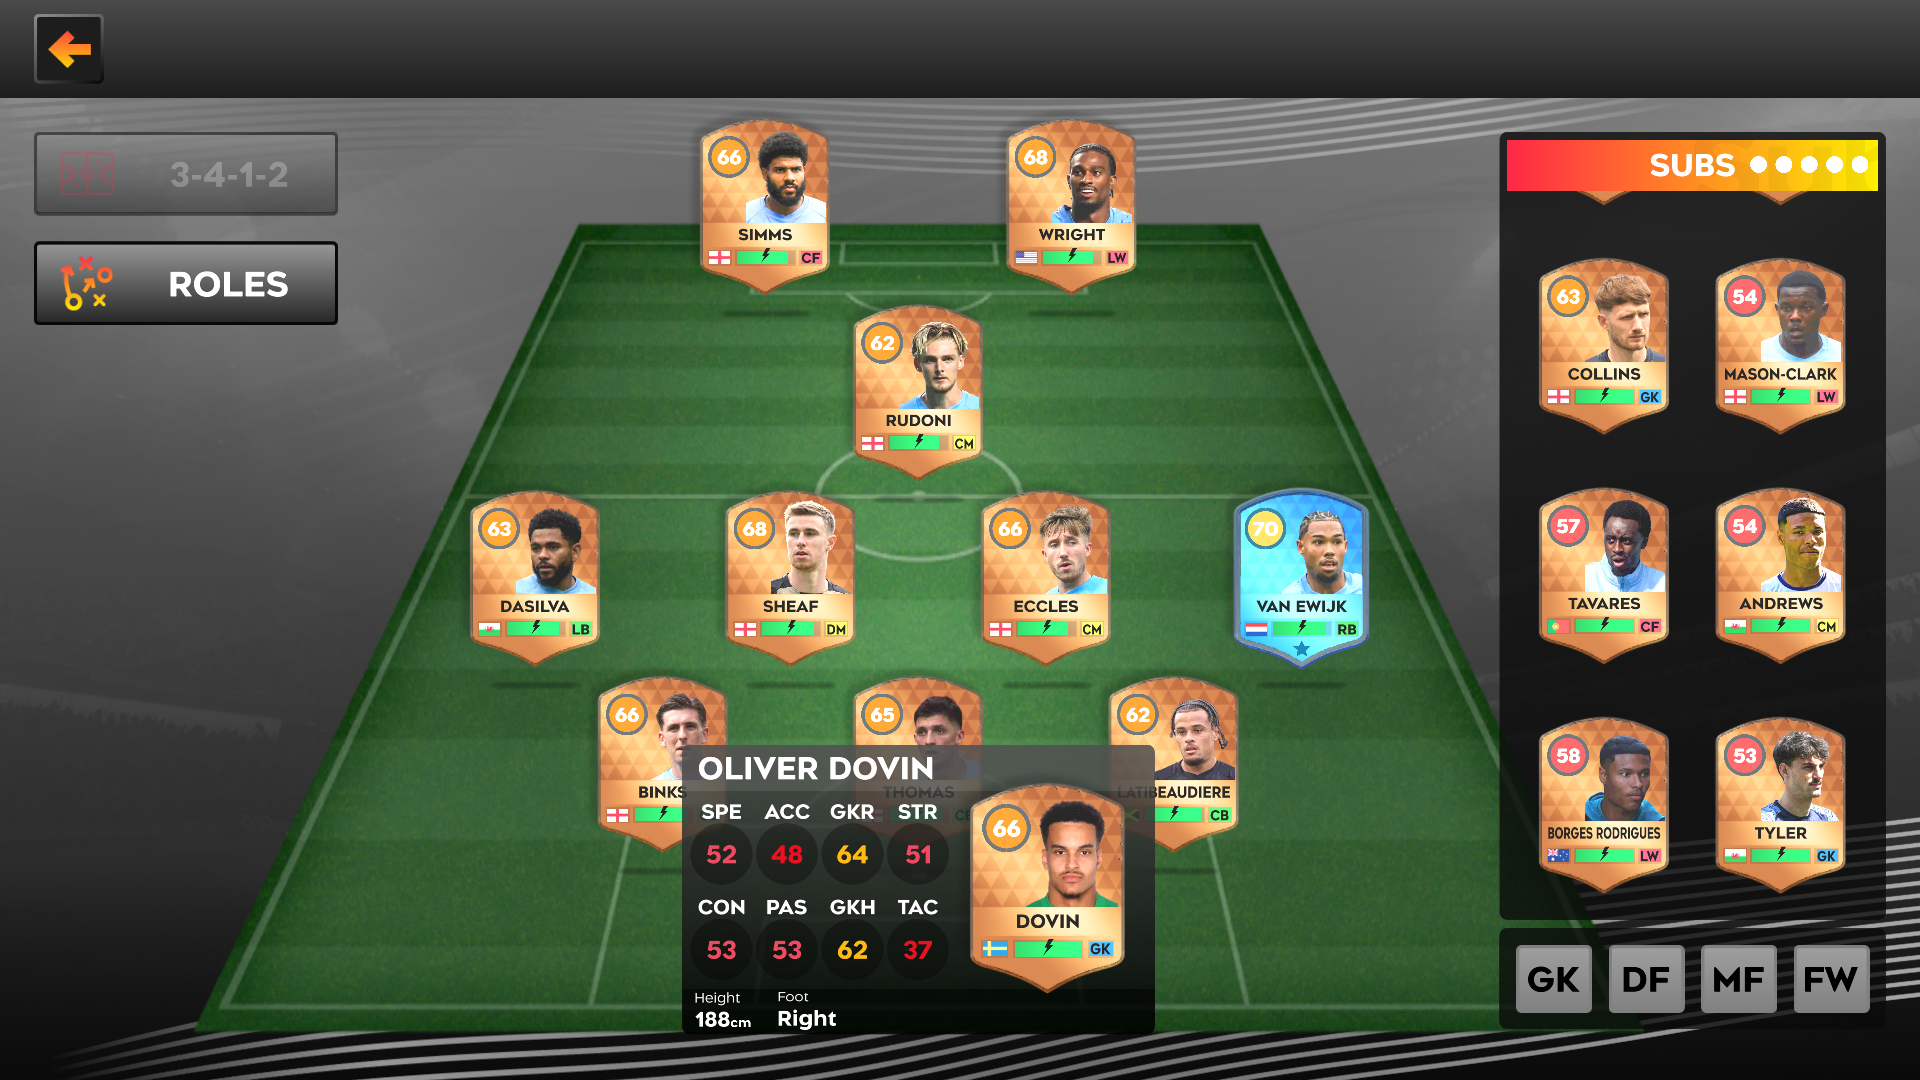 3-4-1-2
ROLES
66
SIMMS
CF
68
WRIGHT
LW
62
RUDONI
CM
63
DASILVA
LB
68
SHEAF
DM
66
ECCLES
CM
70
VAN EWIJK
RB
66
BINKS
65
THOMAS
CB
62
LATIBEAUDIERE
CB
OLIVER DOVIN
SPE ACC GKR STR
52 48 64 51
CON PAS GKH TAC
53 53 62 37
Height Foot
188cm Right
66
DOVIN
GK
SUBS
63
COLLINS
GK
54
MASON-CLARK
LW
57
TAVARES
CF
54
ANDREWS
CM
58
BORGES RODRIGUES
LW
53
TYLER
GK
GK DF MF FW